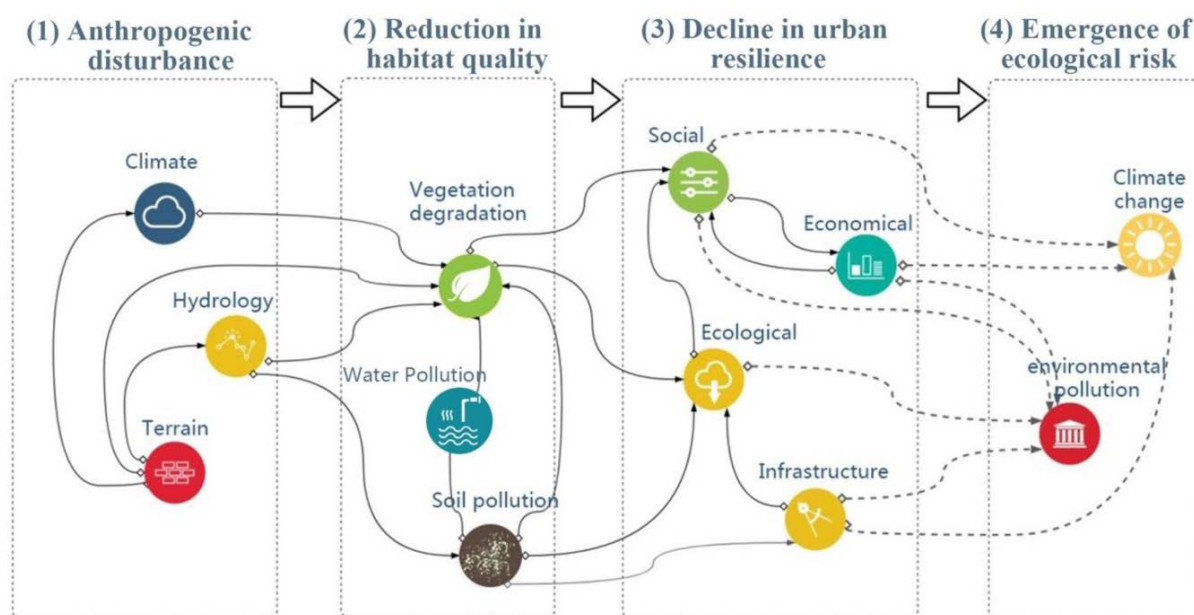 (1) Anthropogenic
disturbance
(2) Reduction in
habitat quality
(3) Decline in urban
resilience
(4) Emergence of
ecological risk
Climate
Hydrology
Terrain
Vegetation
degradation
Water Pollution
Soil pollution
Social
Economical
Ecological
Infrastructure
Climate
change
environmental
pollution